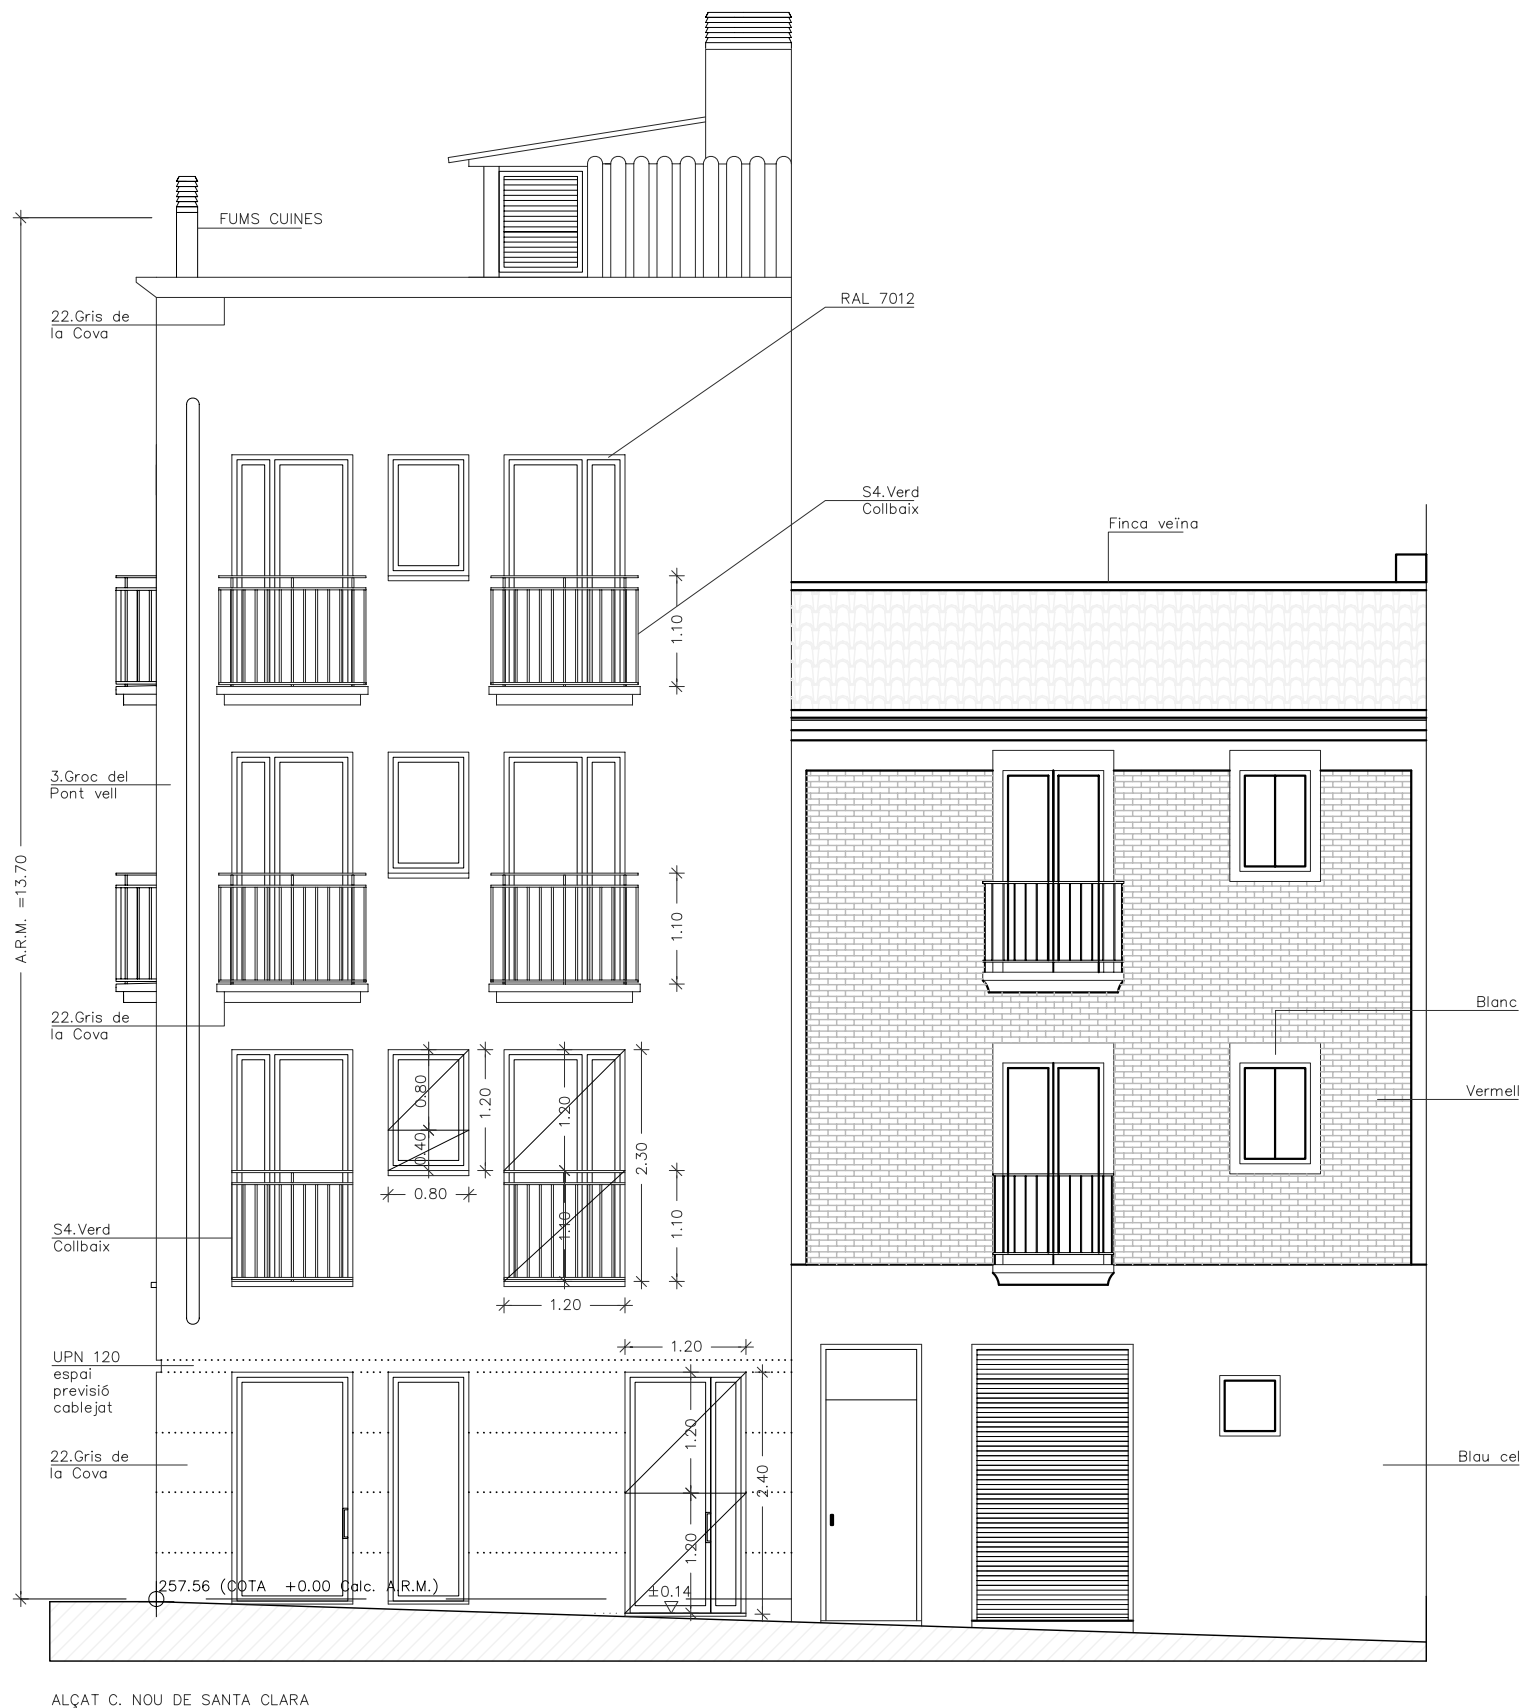 FUMS CUINES
RAL 7012
22.Gris de
la Cova
S4.Verd
Collbaix
Finca veïna
1.10
3.Groc del
Pont vell
A.R.M. =13.70
1.10
Blanc
22.Gris de
la Cova
0.80
1.20
1.20
Vermell
0.40
2.30
0.80
S4.Verd
Collbaix
1.10
1.10
1.20
1.20
UPN 120
espai
previsió
cablejat
1.20
22.Gris de
la Cova
2.40
Blau cel
1.20
257.56 (COTA +0.00 Calc. A.R.M.)
±0.14
ALÇAT C. NOU DE SANTA CLARA